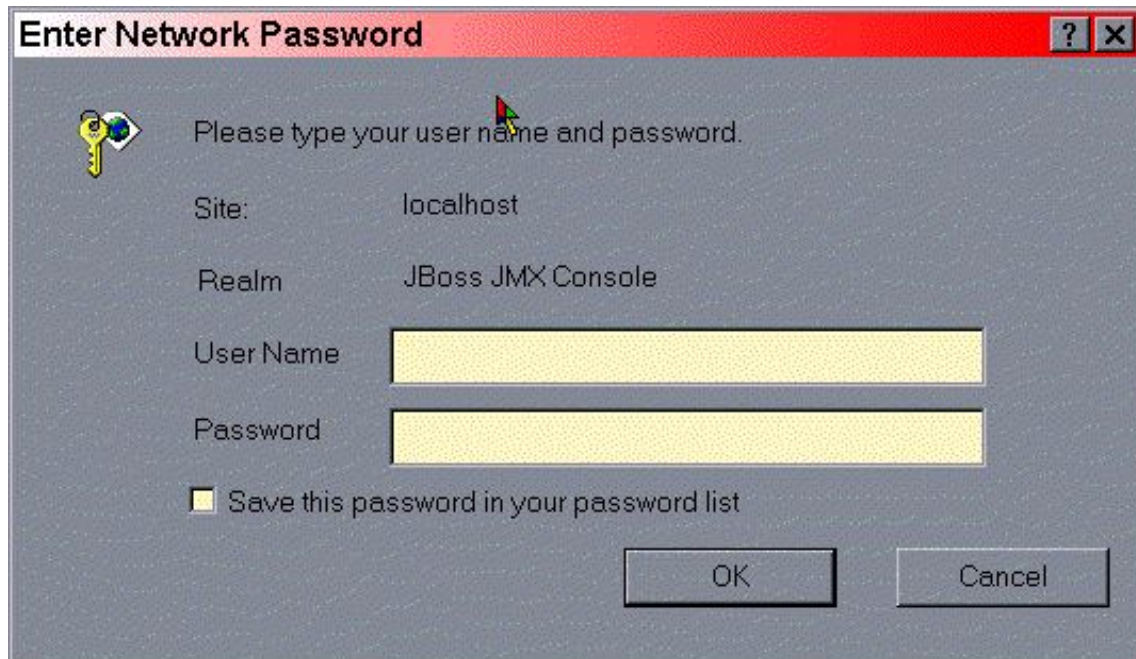 Enter Network Password
?
Please type your user name and password.
Site: localhost
Realm JBoss JMX Console
User Name
Password
Save this password in your password list
OK Cancel